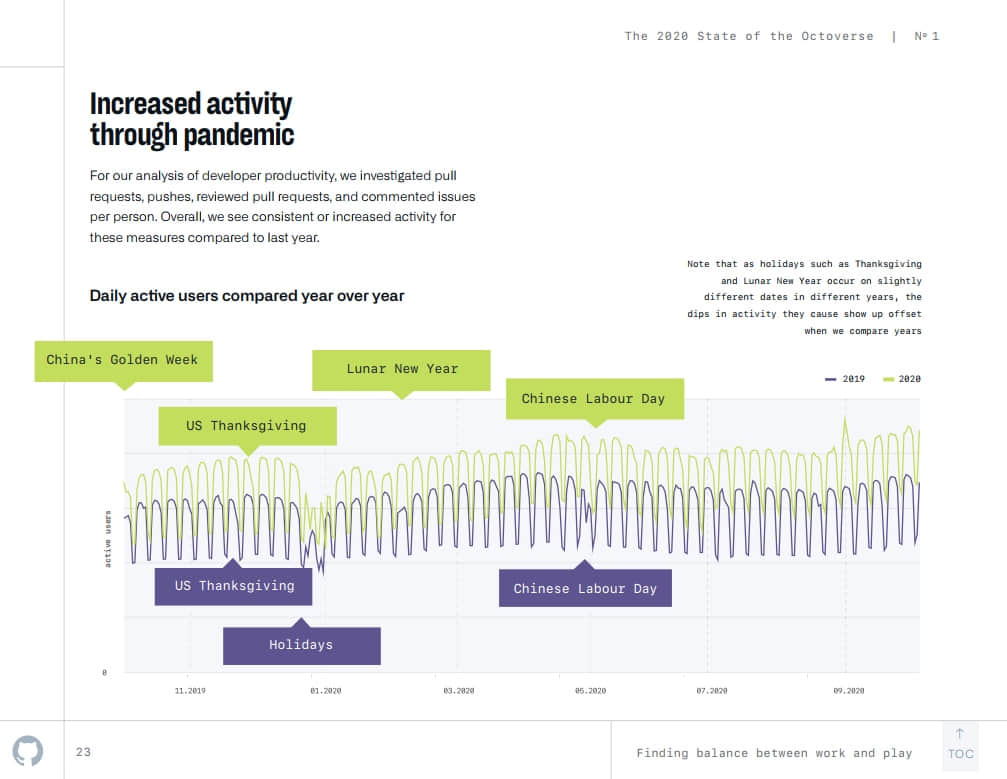 The 2020 State of the Octoverse | Nº 1
Increased activity
through pandemic
For our analysis of developer productivity, we investigated pull
requests, pushes, reviewed pull requests, and commented issues
per person. Overall, we see consistent or increased activity for
these measures compared to last year.
Note that as holidays such as Thanksgiving
and Lunar New Year occur on slightly
different dates in different years, the
dips in activity they cause show up offset
when we compare years
Daily active users compared year over year
China's Golden Week
Lunar New Year
2019 2020
Chinese Labour Day
US Thanksgiving
active users
US Thanksgiving
Chinese Labour Day
Holidays
0
11.2019 01.2020 03.2020 05.2020 07.2020 09.2020
23
Finding balance between work and play
↑
TOC